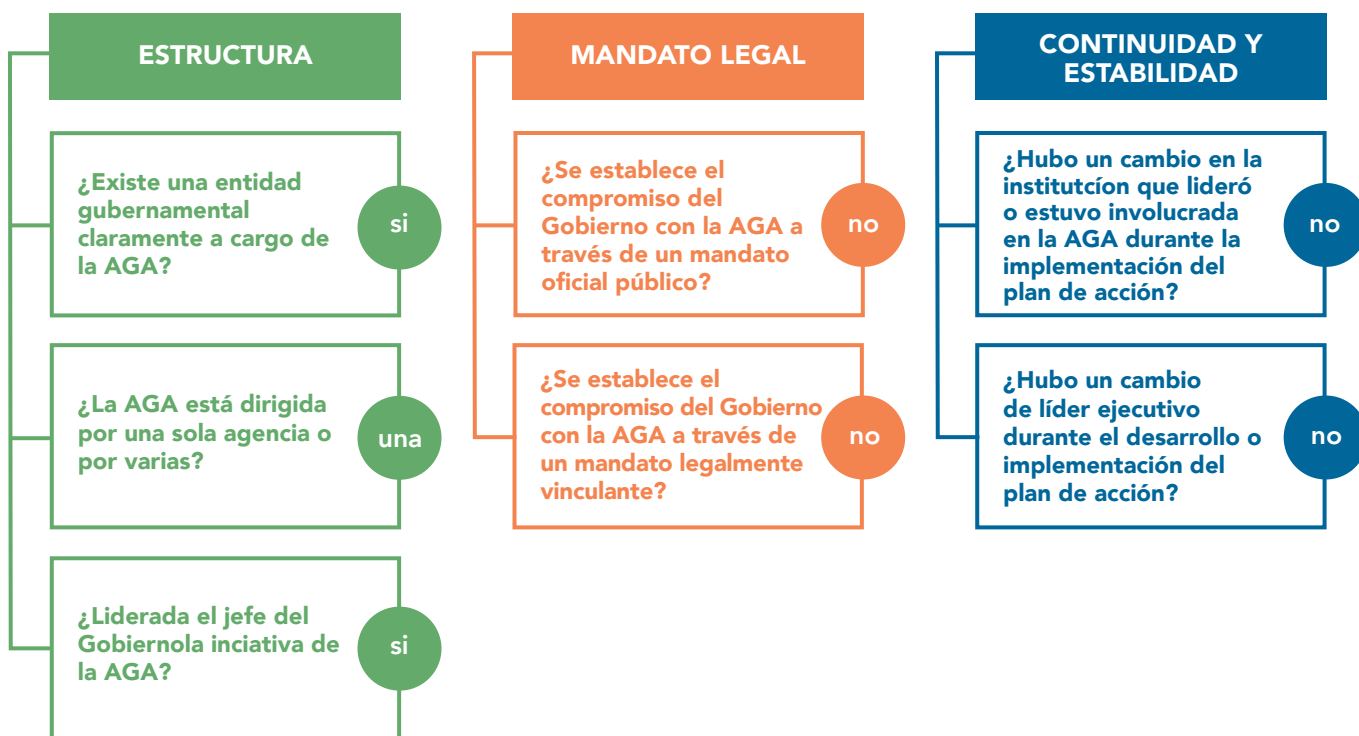 ESTRUCTURA
¿Existe una entidad
gubernamental
claramente a cargo de
la AGA?
si
¿La AGA está dirigida
por una sola agencia o
por varias?
una
¿Liderada el jefe del
Gobiernola inciativa de
la AGA?
si
MANDATO LEGAL
¿Se establece el
compromiso del
Gobierno con la AGA a
través de un mandato
oficial público?
no
¿Se establece el
compromiso del Gobierno
con la AGA a través de
un mandato legalmente
vinculante?
no
CONTINUIDAD Y
ESTABILIDAD
¿Hubo un cambio en la
institutcíon que lideró
o estuvo involucrada
en la AGA durante la
implementación del
plan de acción?
no
¿Hubo un cambio
de líder ejecutivo
durante el desarrollo o
implementación del
plan de acción?
no